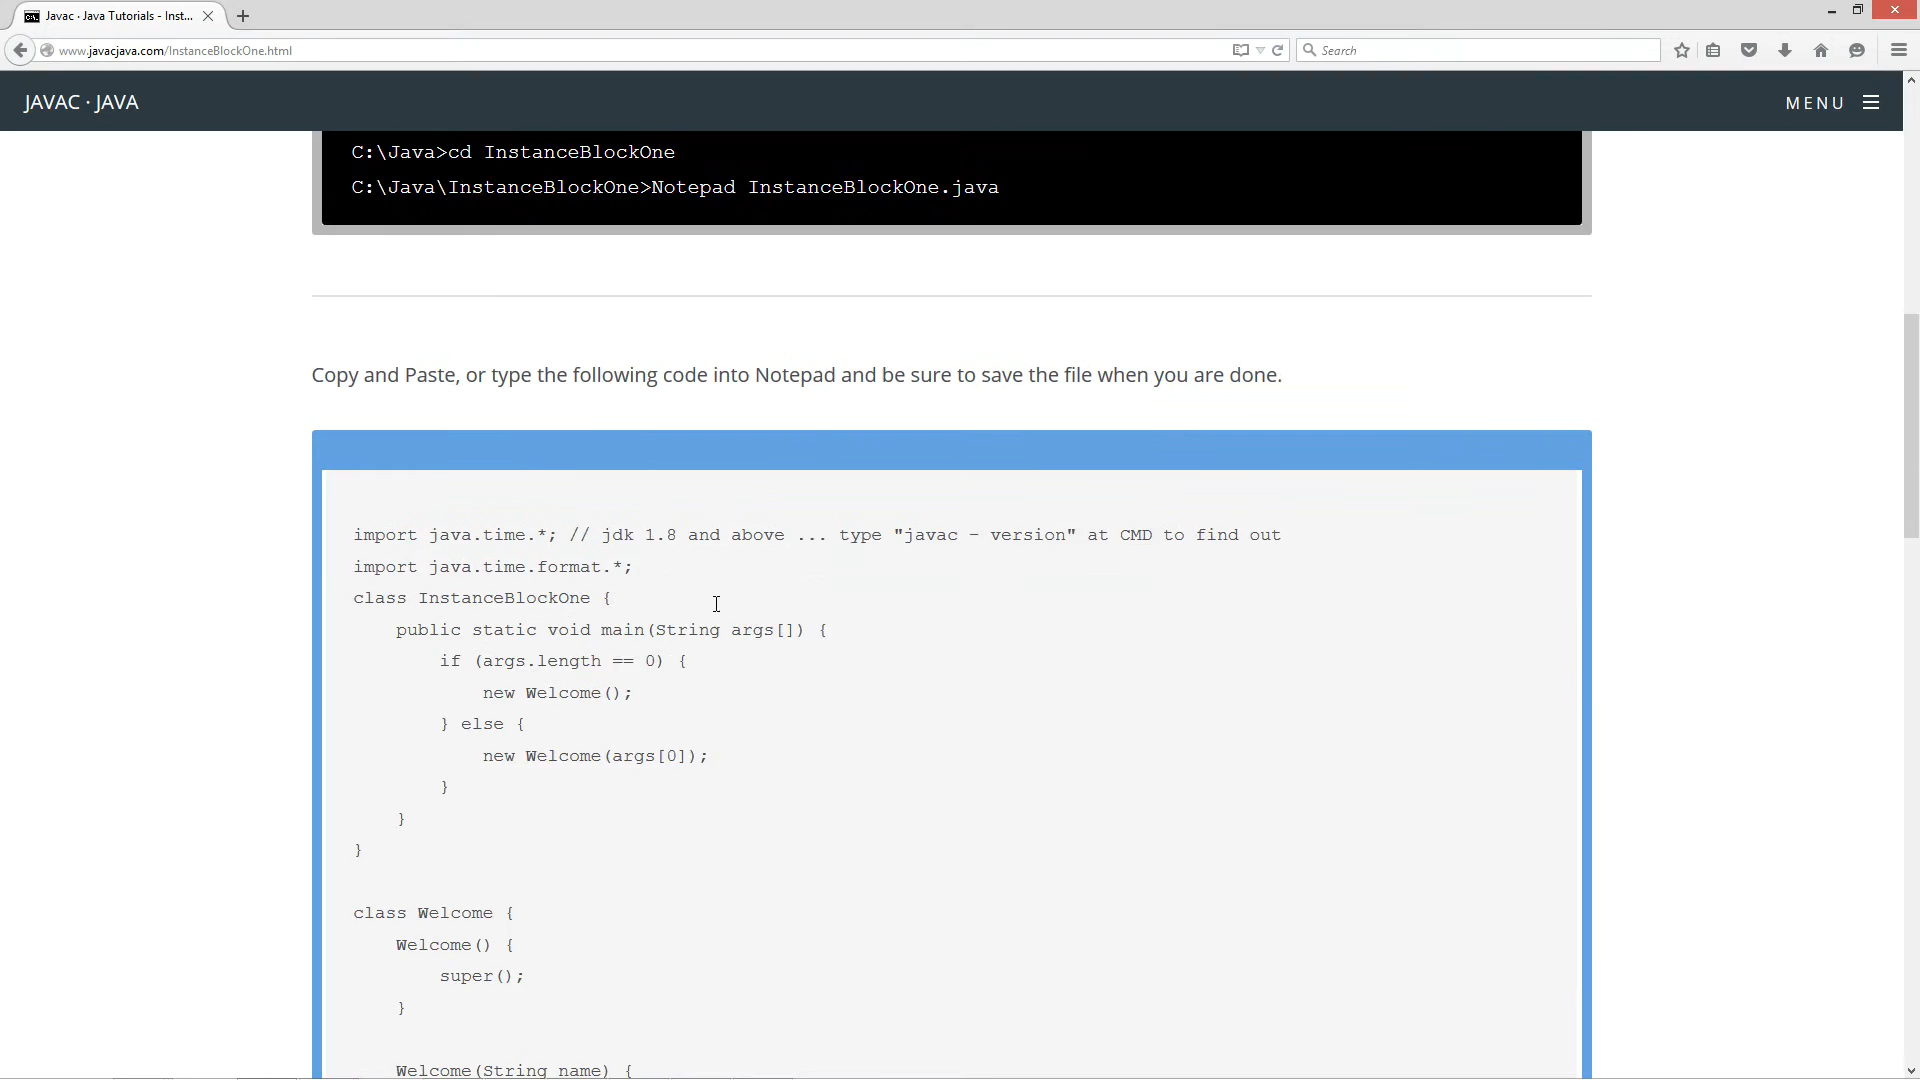 Javac · Java Tutorials - Inst...
www.javacjava.com/InstanceBlockOne.html
Search
JAVAC · JAVA
MENU
C:\Java>cd InstanceBlockOne
C:\Java\InstanceBlockOne>Notepad InstanceBlockOne.java
Copy and Paste, or type the following code into Notepad and be sure to save the file when you are done.
import java.time.*; // jdk 1.8 and above ... type "javac - version" at CMD to find out
import java.time.format.*;
class InstanceBlockOne {
    public static void main(String args[]) {
        if (args.length == 0) {
            new Welcome();
        } else {
            new Welcome(args[0]);
        }
    }
}
class Welcome {
    Welcome() {
        super();
    }
    Welcome(String name) {